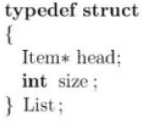 typedef struct
{
Item* head;
int size;
} List;